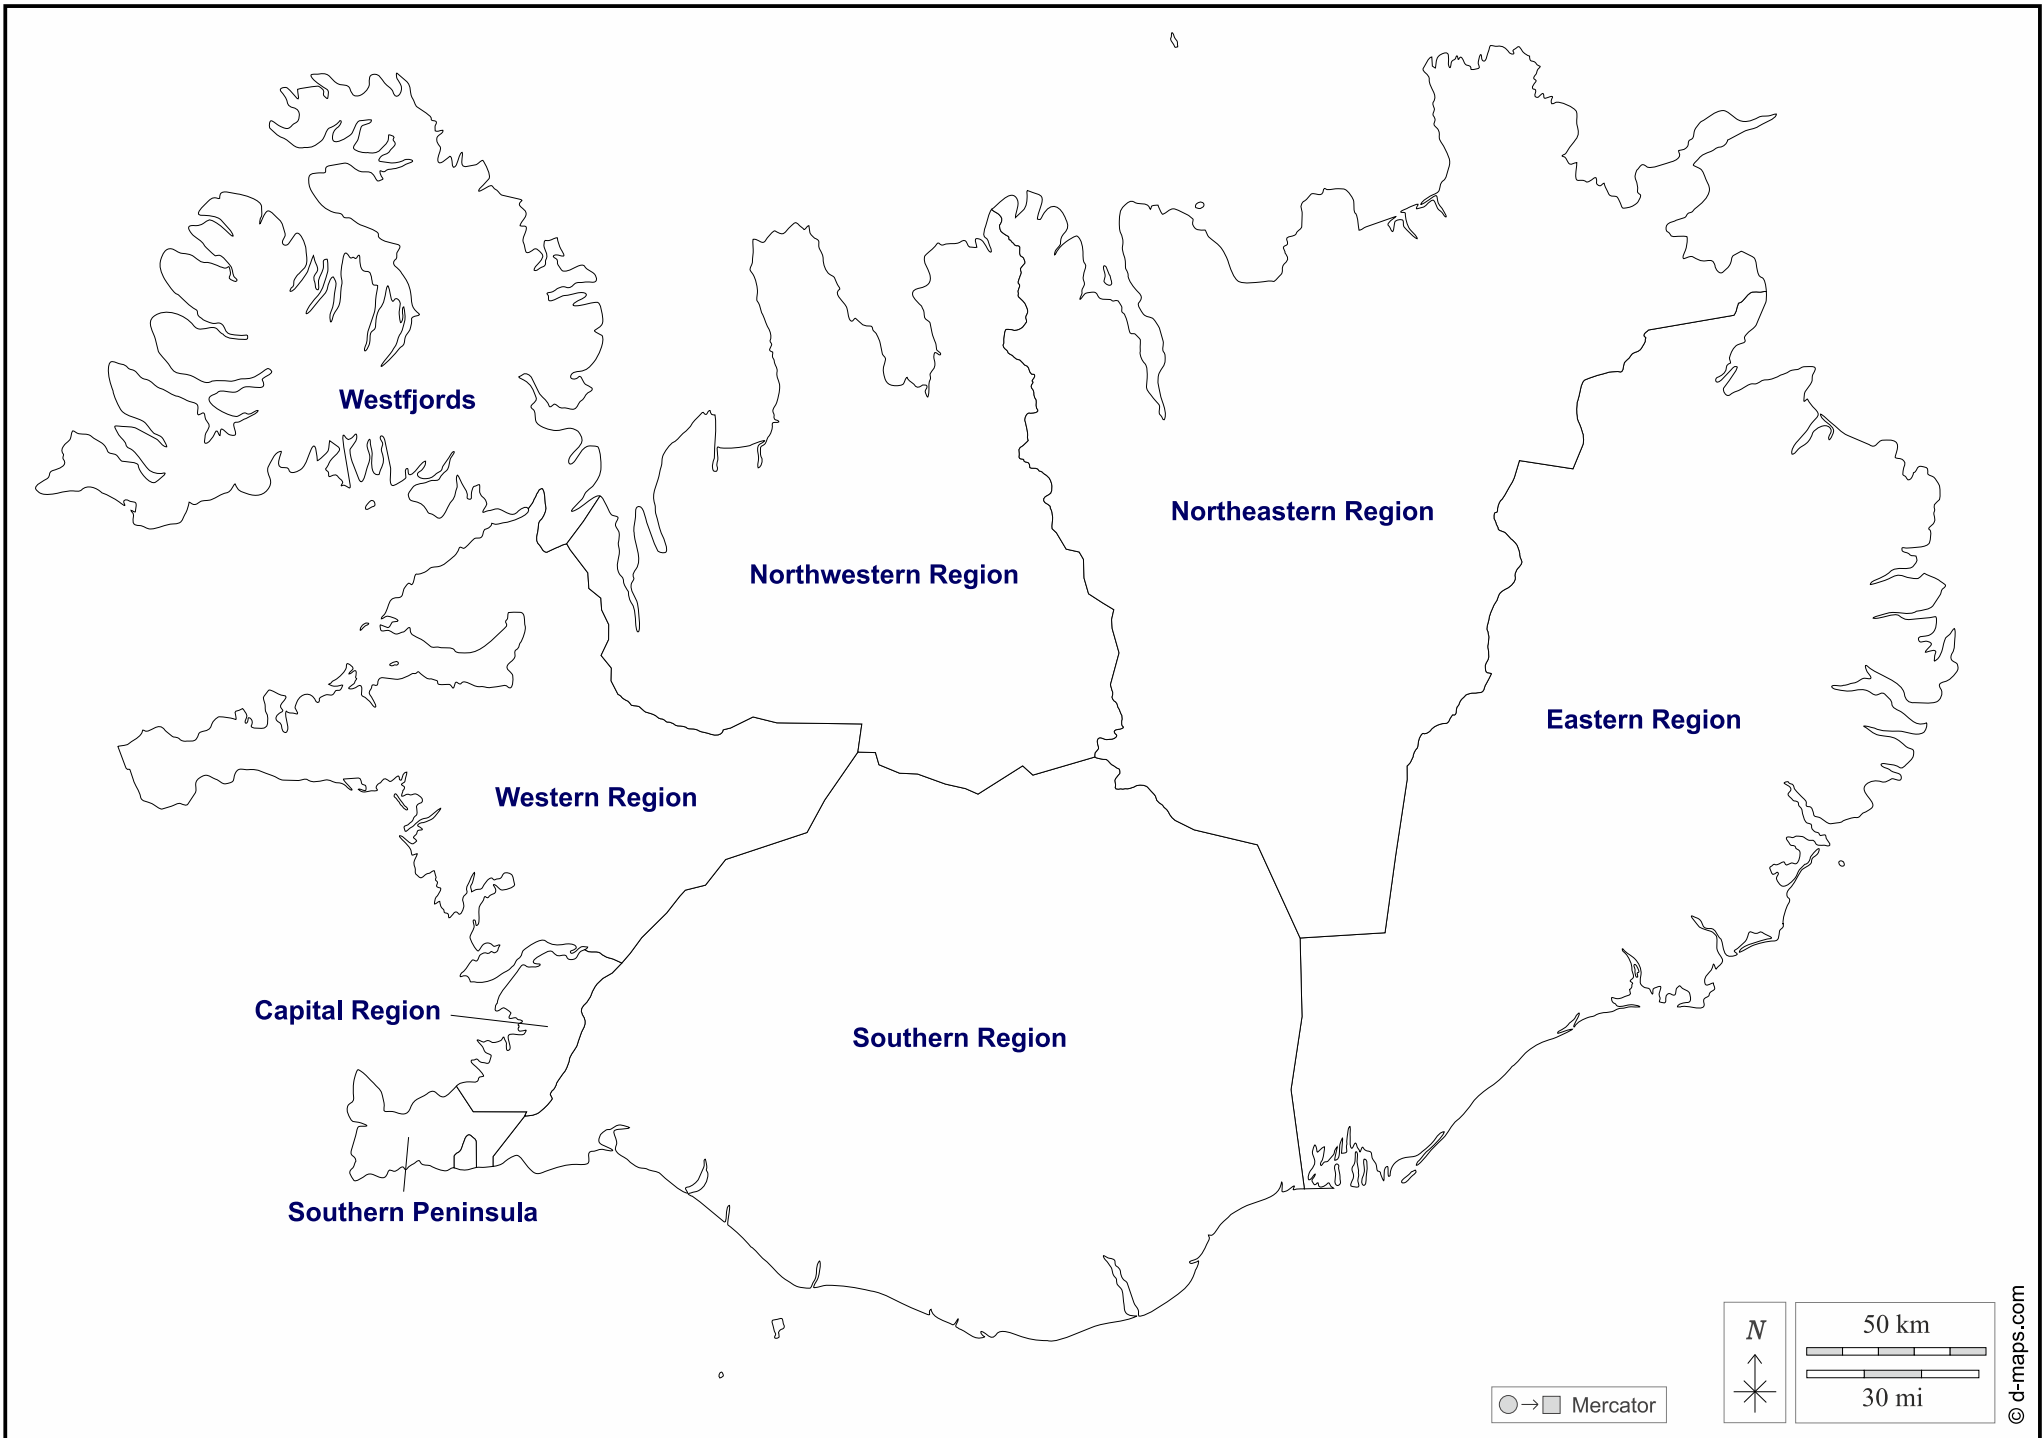 Westfjords
Northeastern Region
Northwestern Region
Eastern Region
Western Region
Capital Region
Southern Region
Southern Peninsula
N
50 km
30 mi
Mercator
© d-maps.com